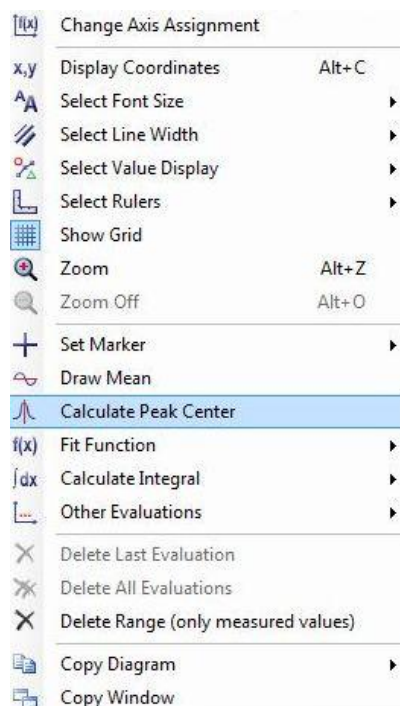 f(x) Change Axis Assignment
x,y Display Coordinates Alt+C
AA Select Font Size
Select Line Width
Select Value Display
Select Rulers
Show Grid
Zoom Alt+Z
Zoom Off Alt+O
Set Marker
Draw Mean
Calculate Peak Center
f(x) Fit Function
∫dx Calculate Integral
Other Evaluations
Delete Last Evaluation
Delete All Evaluations
Delete Range (only measured values)
Copy Diagram
Copy Window